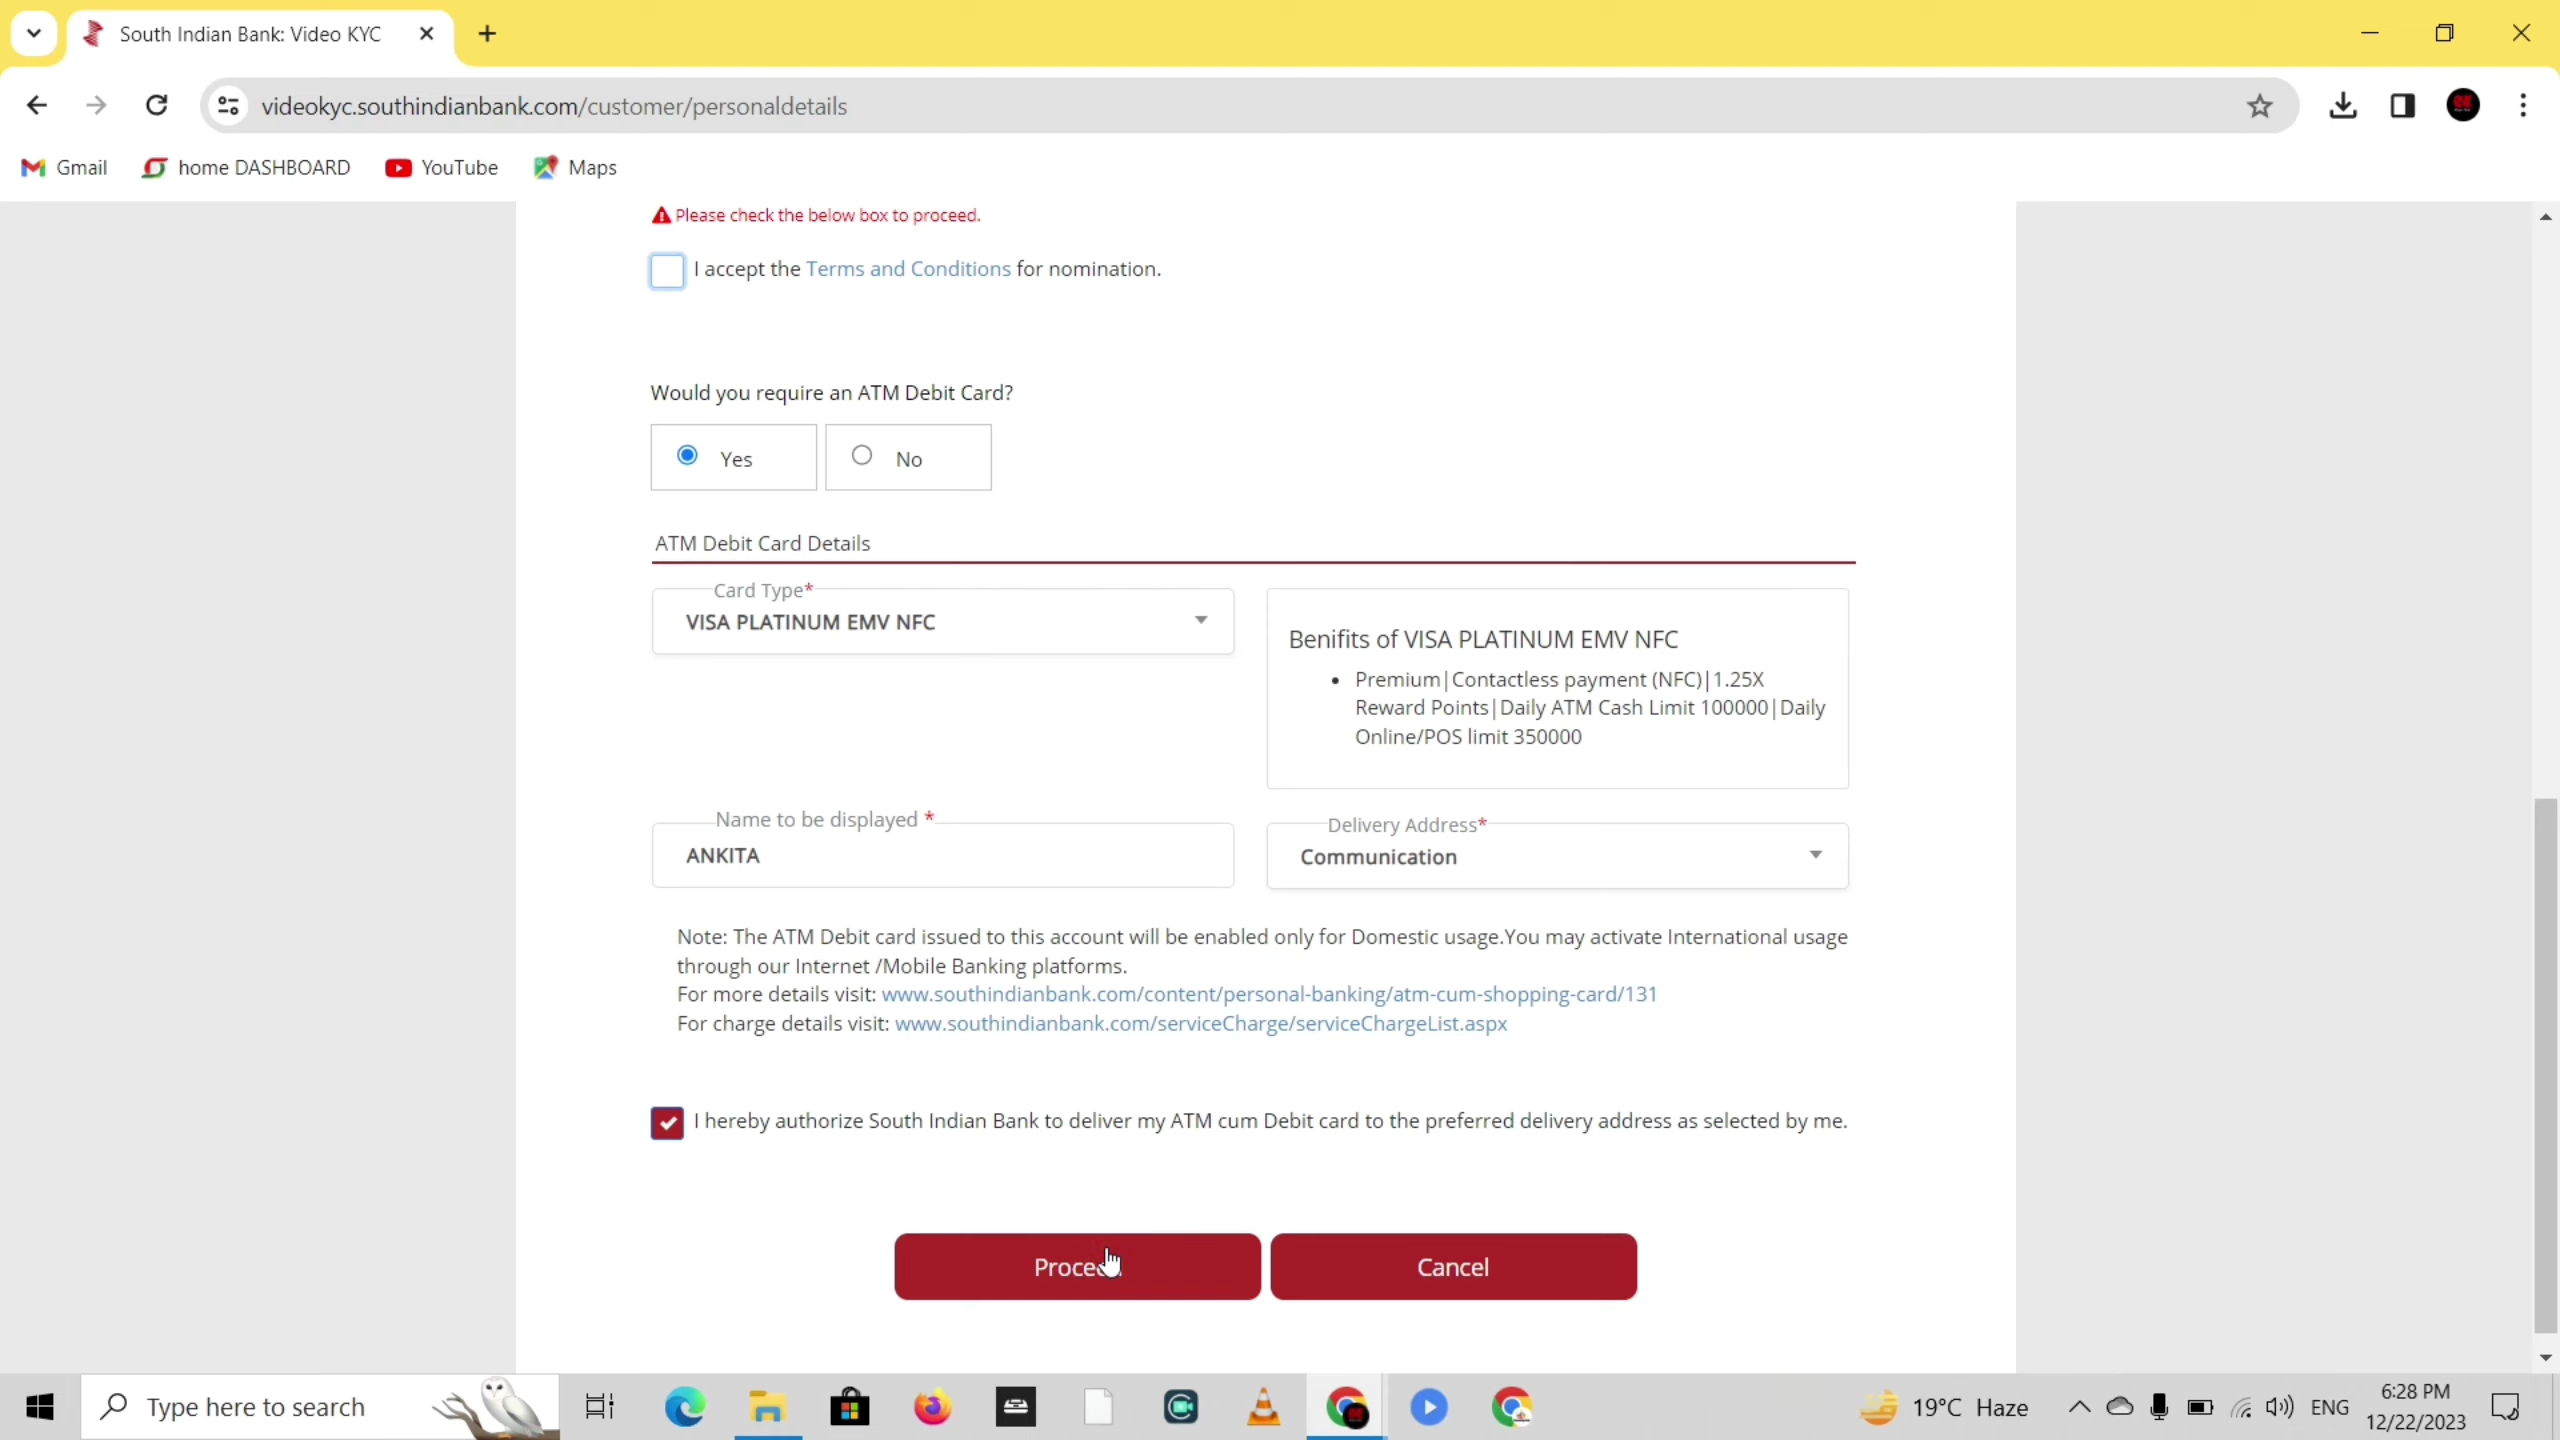 South Indian Bank: Video KYC
videokyc.southindianbank.com/customer/personaldetails
Gmail
home DASHBOARD
YouTube
Maps
Please check the below box to proceed.
I accept the Terms and Conditions for nomination.
Would you require an ATM Debit Card?
Yes
No
ATM Debit Card Details
Card Type*
VISA PLATINUM EMV NFC
Benifits of VISA PLATINUM EMV NFC
• Premium|Contactless payment (NFC)|1.25X
Reward Points|Daily ATM Cash Limit 100000|Daily
Online/POS limit 350000
Name to be displayed *
ANKITA
Delivery Address*
Communication
Note: The ATM Debit card issued to this account will be enabled only for Domestic usage.You may activate International usage
through our Internet /Mobile Banking platforms.
For more details visit: www.southindianbank.com/content/personal-banking/atm-cum-shopping-card/131
For charge details visit: www.southindianbank.com/serviceCharge/serviceChargeList.aspx
I hereby authorize South Indian Bank to deliver my ATM cum Debit card to the preferred delivery address as selected by me.
Cancel
Type here to search
19°C Haze
ENG
6:28 PM
12/22/2023